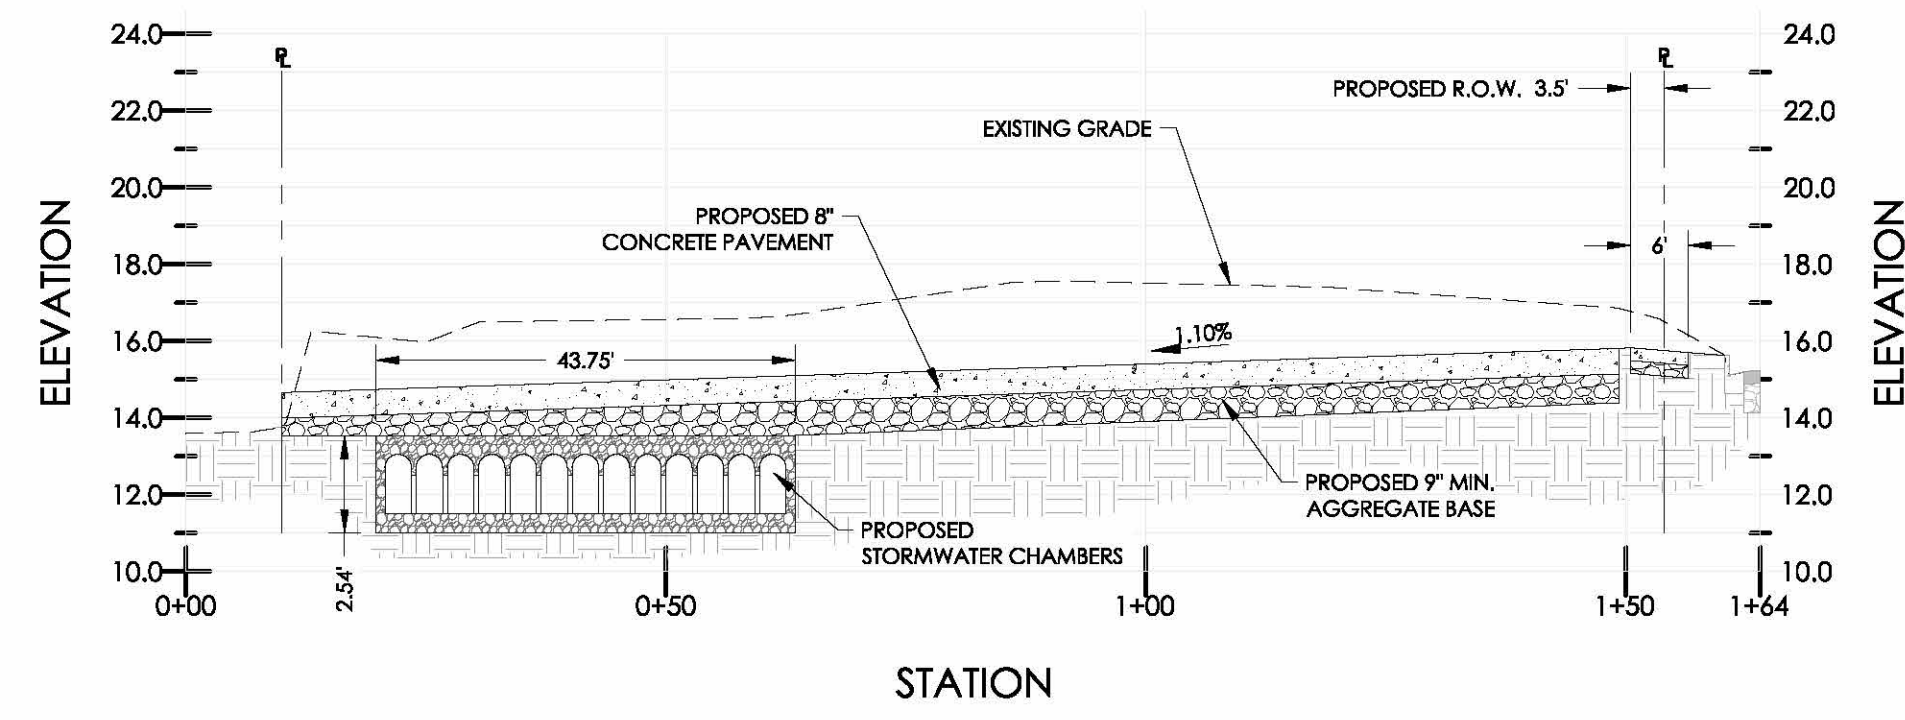 24.0
24.0
PL
PL
PROPOSED R.O.W. 3.5'
22.0
22.0
EXISTING GRADE
20.0
20.0
PROPOSED 8"
CONCRETE PAVEMENT
6'
18.0
18.0
ELEVATION
ELEVATION
1.10%
16.0
16.0
43.75'
14.0
14.0
PROPOSED 9" MIN.
AGGREGATE BASE
12.0
12.0
PROPOSED
STORMWATER CHAMBERS
2.54'
10.0
10.0
0+00
0+50
1+00
1+50
1+64
STATION